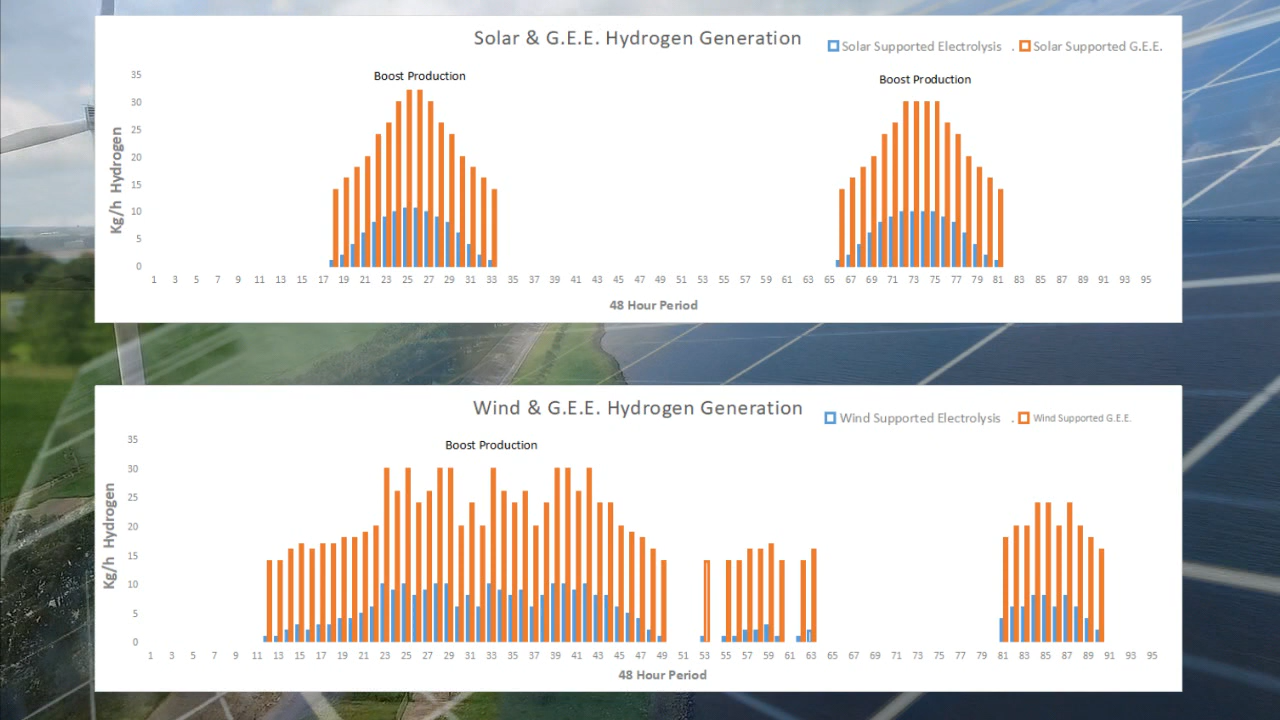 Solar & G.E.E. Hydrogen Generation
Solar Supported Electrolysis . Solar Supported G.E.E.
Boost Production
Boost Production
35
30
25
20
15
10
5
0
Kg/h Hydrogen
1 3 5 7 9 11 13 15 17 19 21 23 25 27 29 31 33 35 37 39 41 43 45 47 49 51 53 55 57 59 61 63 65 67 69 71 73 75 77 79 81 83 85 87 89 91 93 95
48 Hour Period
Wind & G.E.E. Hydrogen Generation
Wind Supported Electrolysis . Wind Supported G.E.E.
Boost Production
35
30
25
20
15
10
5
0
Kg/h Hydrogen
1 3 5 7 9 11 13 15 17 19 21 23 25 27 29 31 33 35 37 39 41 43 45 47 49 51 53 55 57 59 61 63 65 67 69 71 73 75 77 79 81 83 85 87 89 91 93 95
48 Hour Period